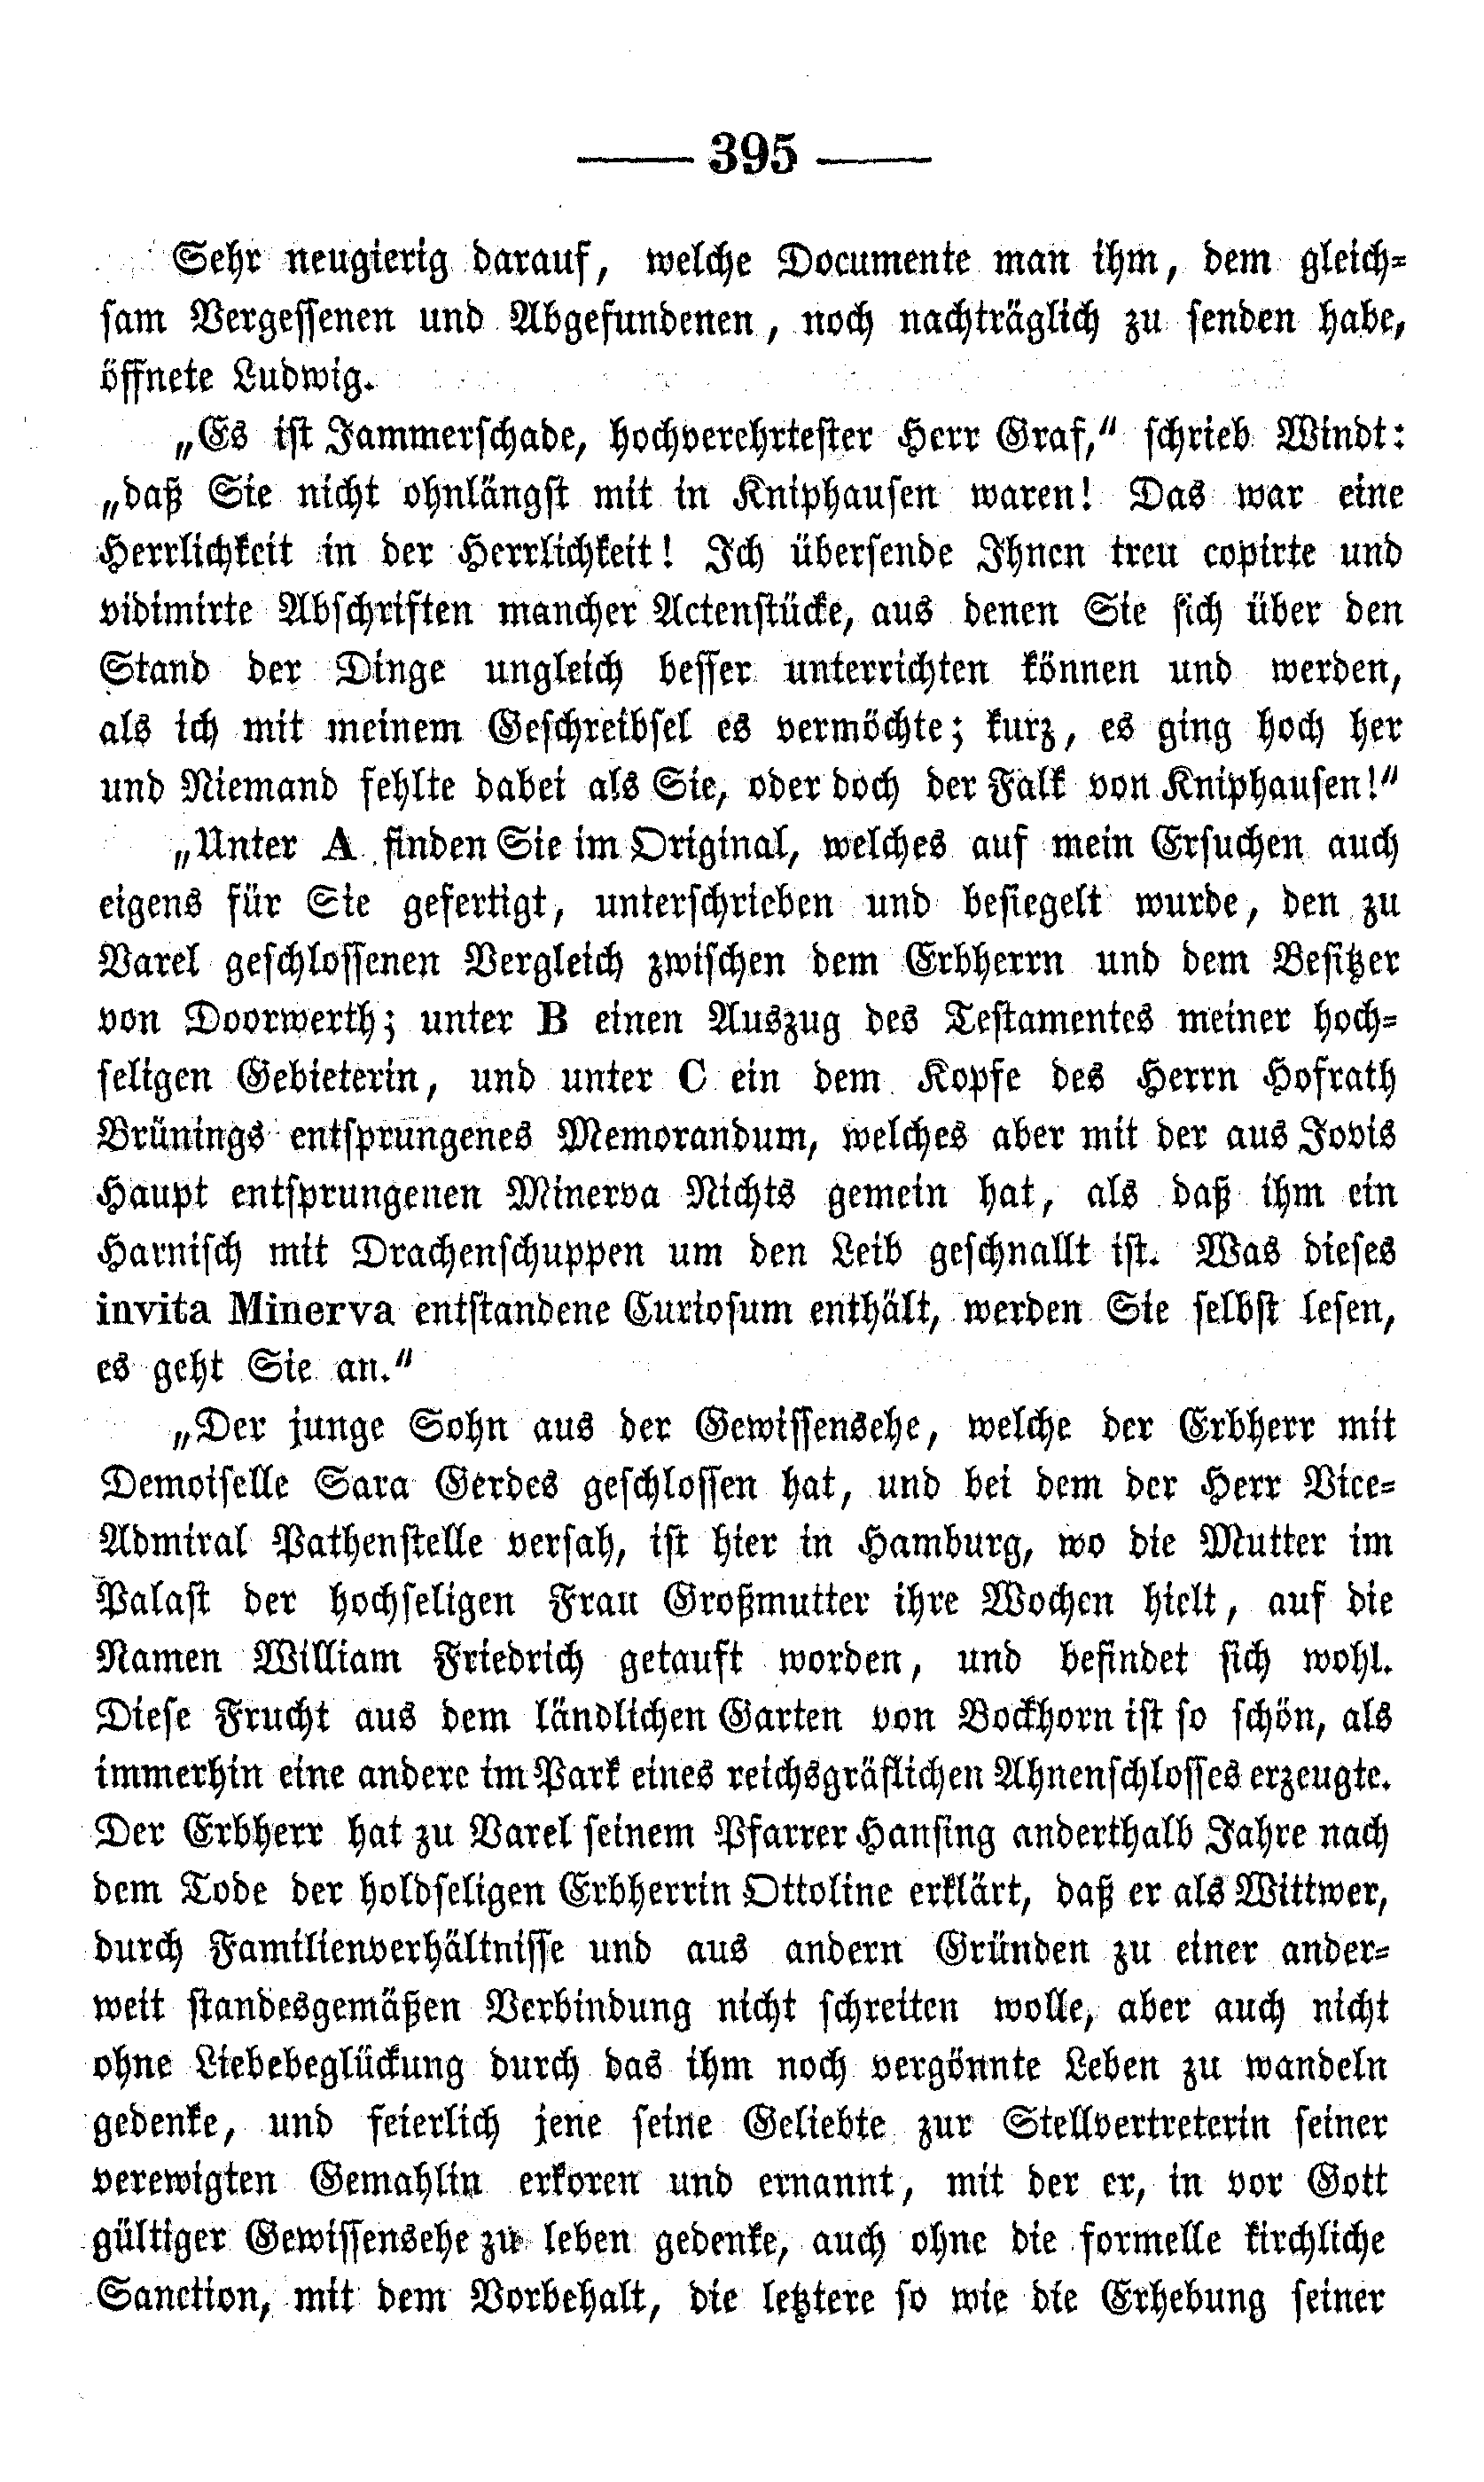 — 395 —
Sehr neugierig darauf, welche Documente man ihm, dem gleich-
sam Vergessenen und Abgefundenen, noch nachträglich zu senden habe,
öffnete Ludwig.
„Es ist Jammerschade, hochverehrtester Herr Graf,“ schrieb Windt:
„daß Sie nicht ohnlängst mit in Kniphausen waren! Das war eine
Herrlichkeit in der Herrlichkeit! Ich übersende Ihnen treu copirte und
vidimirte Abschriften mancher Actenstücke, aus denen Sie sich über den
Stand der Dinge ungleich besser unterrichten können und werden,
als ich mit meinem Geschreibsel es vermöchte; kurz, es ging hoch her
und Niemand fehlte dabei als Sie, oder doch der Falk von Kniphausen!“
„Unter A finden Sie im Original, welches auf mein Ersuchen auch
eigens für Sie gefertigt, unterschrieben und besiegelt wurde, den zu
Varel geschlossenen Vergleich zwischen dem Erbherrn und dem Besitzer
von Doorwerth; unter B einen Auszug des Testamentes meiner hoch-
seligen Gebieterin, und unter C ein dem Kopfe des Herrn Hofrath
Brünings entsprungenes Memorandum, welches aber mit der aus Jovis
Haupt entsprungenen Minerva Nichts gemein hat, als daß ihm ein
Harnisch mit Drachenschuppen um den Leib geschnallt ist. Was dieses
invita Minerva entstandene Curiosum enthält, werden Sie selbst lesen,
es geht Sie an.“
„Der junge Sohn aus der Gewissensehe, welche der Erbherr mit
Demoiselle Sara Gerdes geschlossen hat, und bei dem der Herr Vice-
Admiral Pathenstelle versah, ist hier in Hamburg, wo die Mutter im
Palast der hochseligen Frau Großmutter ihre Wochen hielt, auf die
Namen William Friedrich getauft worden, und befindet sich wohl.
Diese Frucht aus dem ländlichen Garten von Bockhorn ist so schön, als
immerhin eine andere im Park eines reichsgräflichen Ahnenschlosses erzeugte.
Der Erbherr hat zu Varel seinem Pfarrer Hansing anderthalb Jahre nach
dem Tode der holdseligen Erbherrin Ottoline erklärt, daß er als Wittwer,
durch Familienverhältnisse und aus andern Gründen zu einer ander-
weit standesgemäßen Verbindung nicht schreiten wolle, aber auch nicht
ohne Liebebeglückung durch das ihm noch vergönnte Leben zu wandeln
gedenke, und feierlich jene seine Geliebte zur Stellvertreterin seiner
verewigten Gemahlin erkoren und ernannt, mit der er, in vor Gott
gültiger Gewissensehe zu leben gedenke, auch ohne die formelle kirchliche
Sanction, mit dem Vorbehalt, die letztere so wie die Erhebung seiner